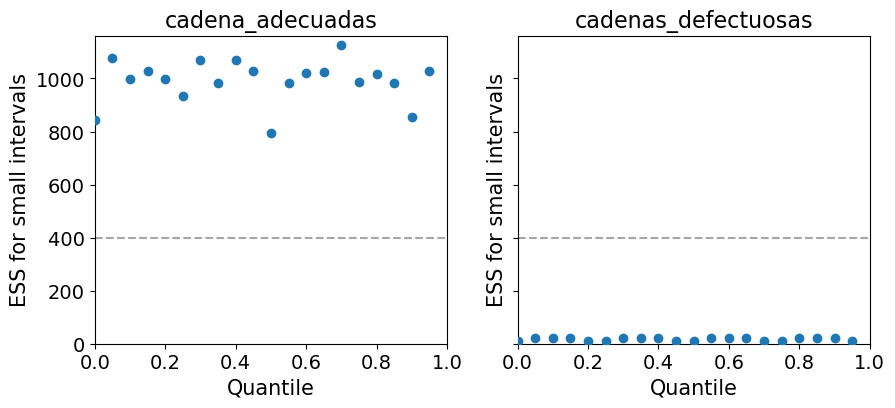 cadena_adecuadas
cadenas_defectuosas
ESS for small intervals
1000
800
600
400
200
0
0.0 0.2 0.4 0.6 0.8 1.0
Quantile
ESS for small intervals
0.0 0.2 0.4 0.6 0.8 1.0
Quantile